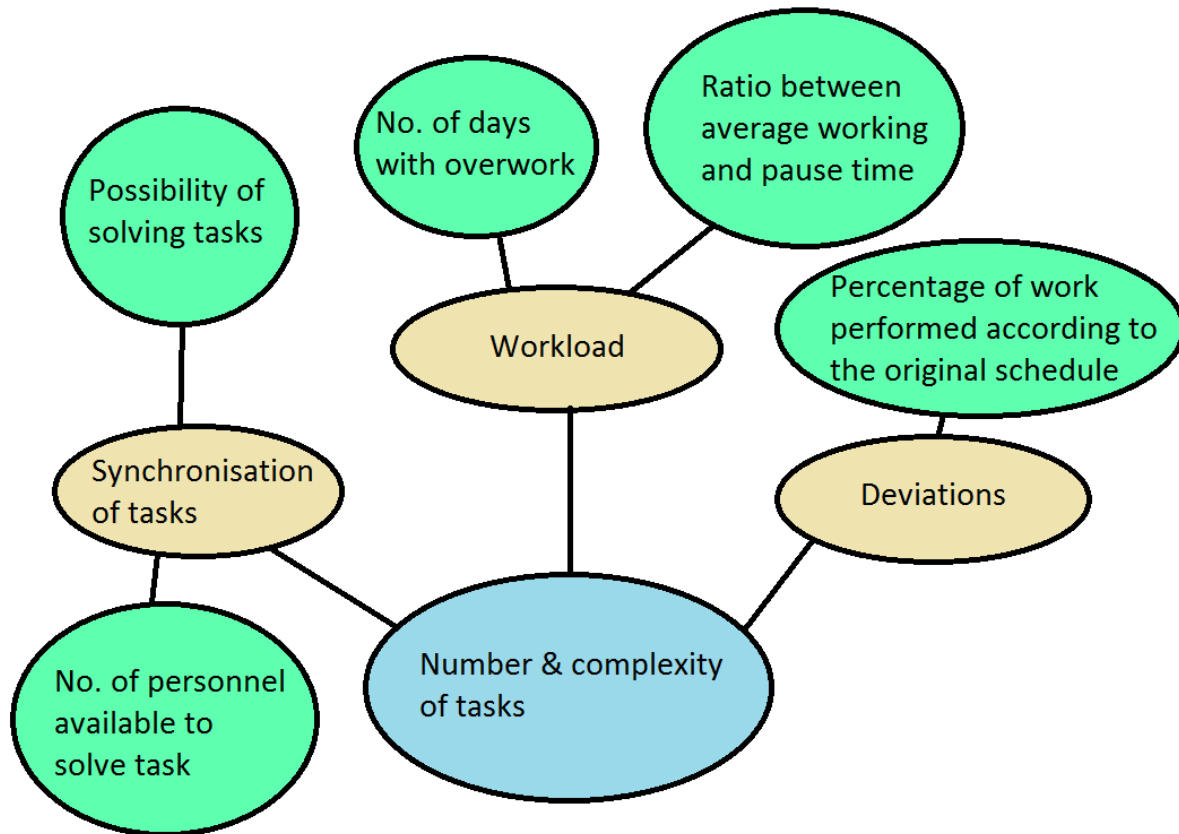 Ratio between
average working
and pause time
No. of days
with overwork
Possibility of
solving tasks
Percentage of work
performed according to
the original schedule
Workload
Synchronisation
of tasks
Deviations
Number & complexity
of tasks
No. of personnel
available to
solve task